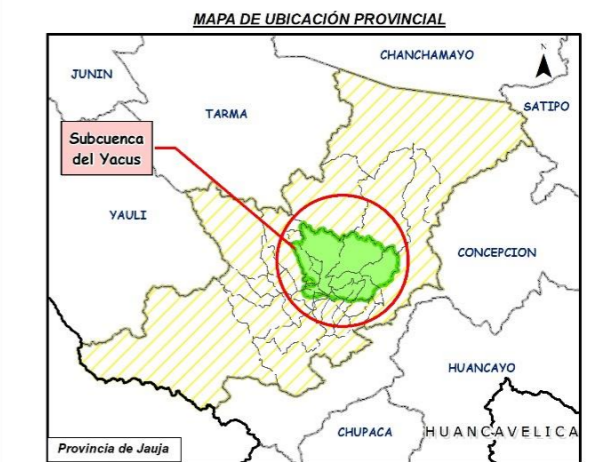 MAPA DE UBICACIÓN PROVINCIAL
N
CHANCHAMAYO
JUNIN
SATIPO
TARMA
Subcuenca
del Yacus
YAULI
CONCEPCION
HUANCAYO
CHUPACA
HUANCAVELICA
Provincia de Jauja